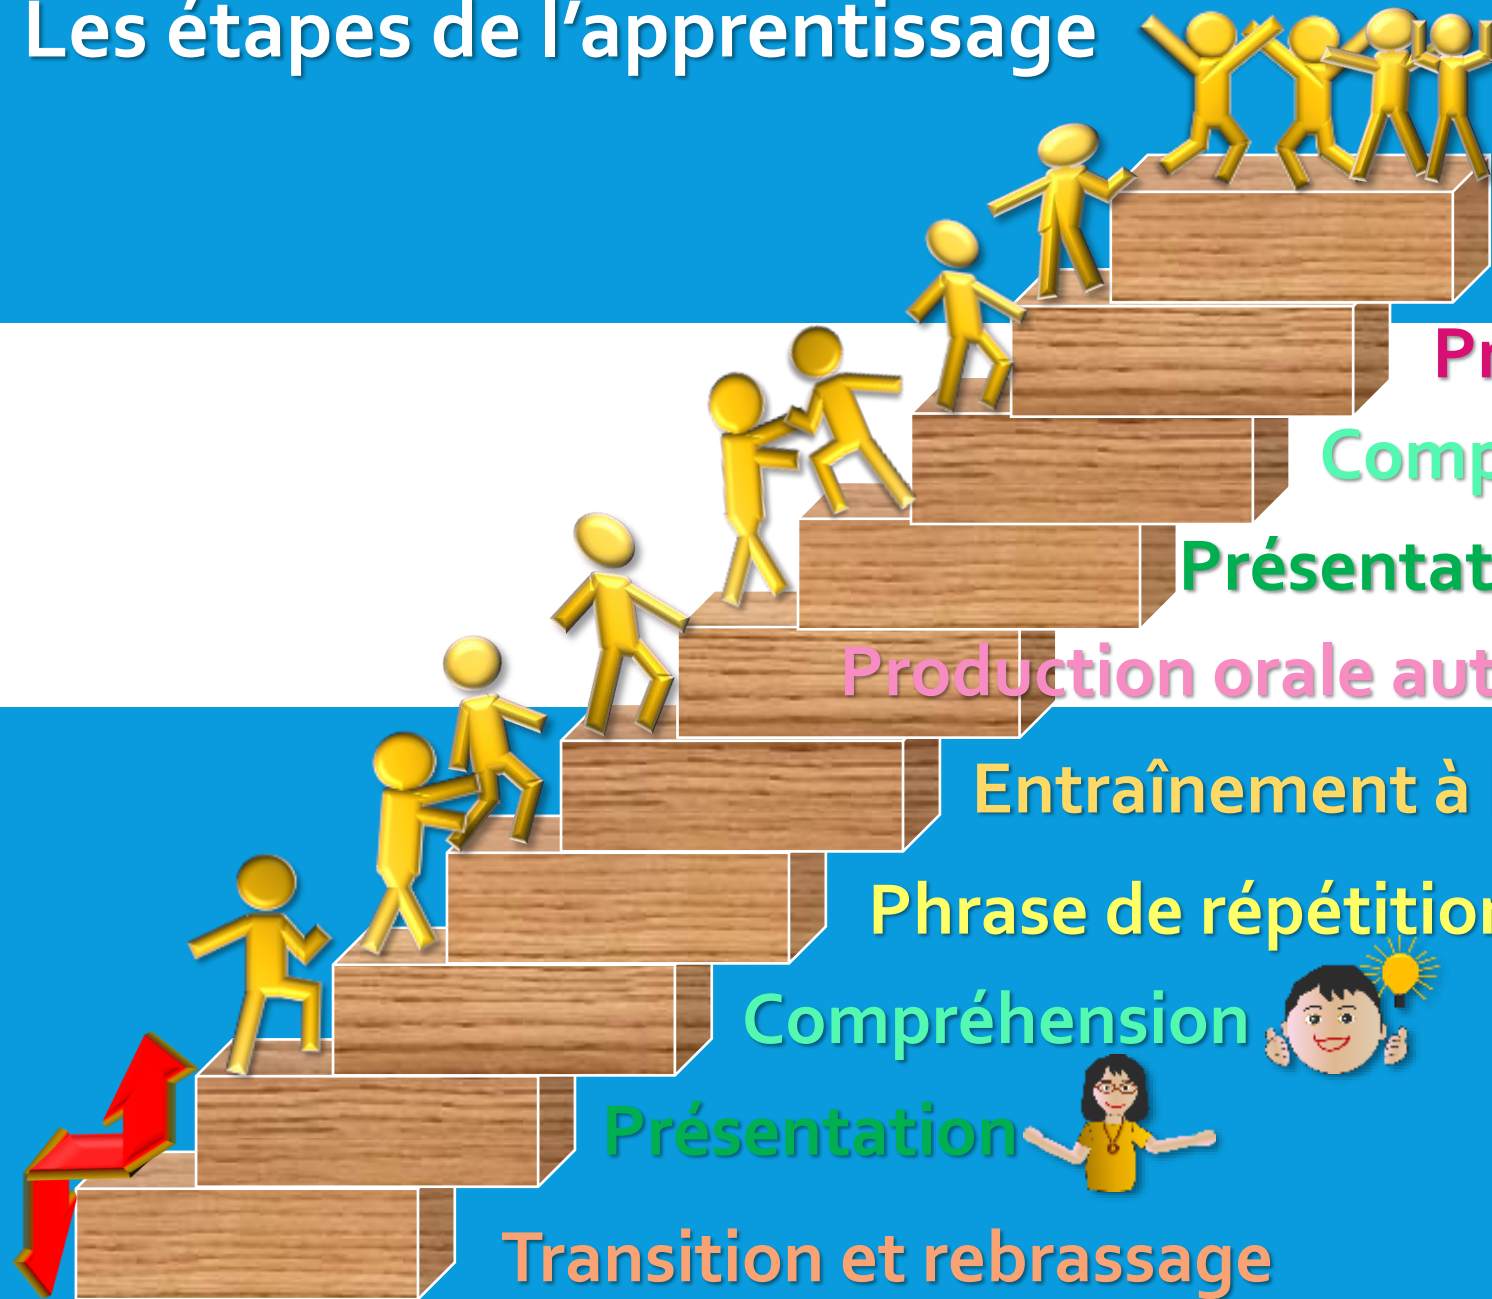 Les étapes de l’apprentissage
Comp
Présentat
Production orale aut
Entraînement à
Phrase de répétition
Compréhension
Présentation
Transition et rebrassage